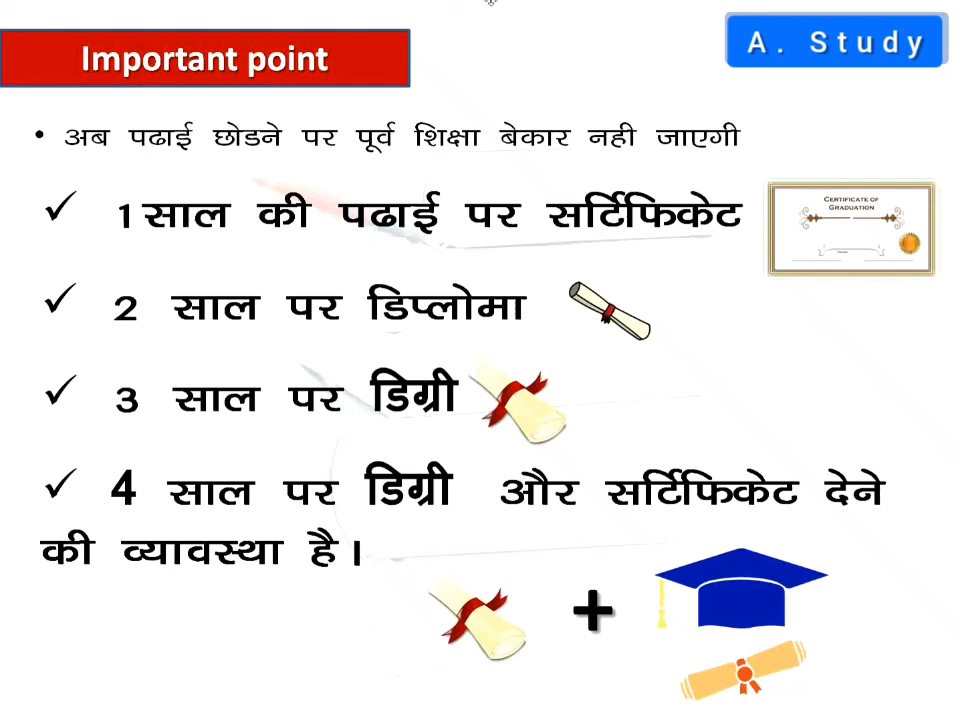 A. Study
Important point
• अब पढाई छोडने पर पूर्व शिक्षा बेकार नही जाएगी
✓ 1 साल की पढाई पर सर्टिफिकेट
CERTIFICATE OF
GRADUATION
✓ 2 साल पर डिप्लोमा
✓ 3 साल पर डिग्री
✓ 4 साल पर डिग्री और सर्टिफिकेट देने
की व्यावस्था है।
+